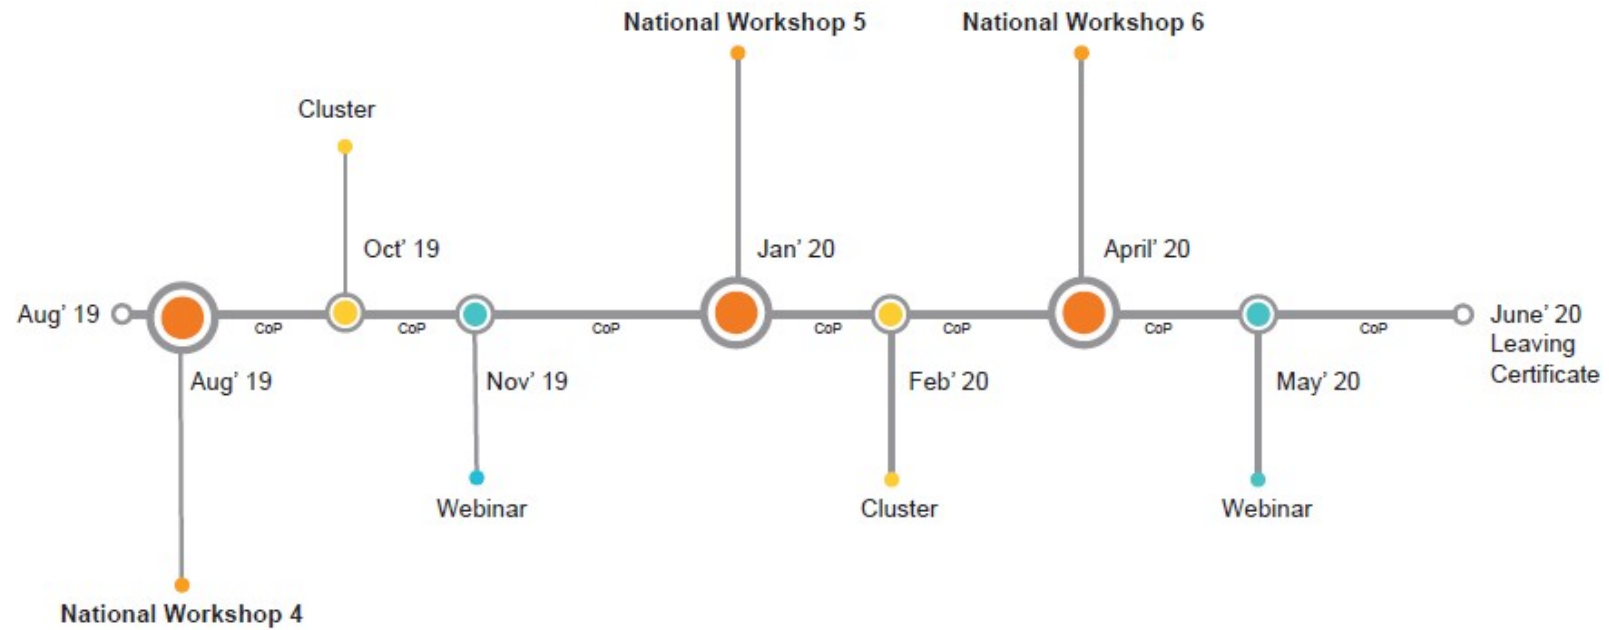 National Workshop 5
National Workshop 6
Cluster
Oct’ 19
Jan’ 20
April’ 20
Aug’ 19
CoP
CoP
CoP
CoP
CoP
CoP
CoP
June’ 20
Leaving
Certificate
Aug’ 19
Nov’ 19
Feb’ 20
May’ 20
Webinar
Cluster
Webinar
National Workshop 4